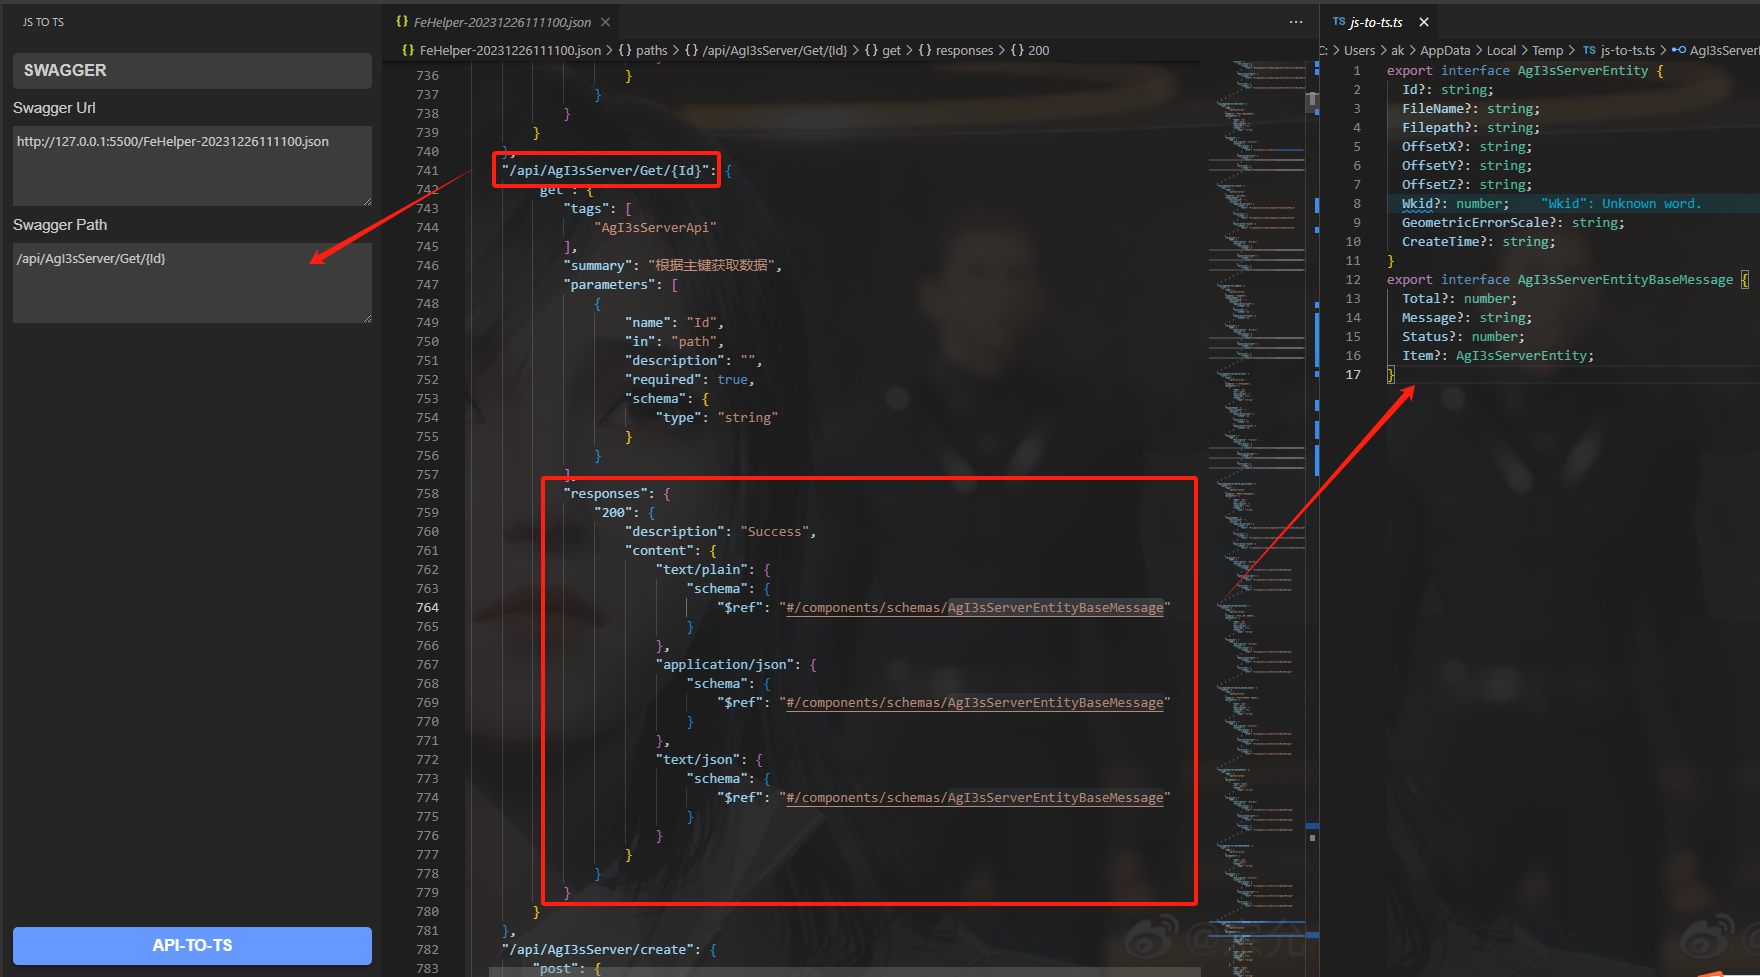 JS TO TS
SWAGGER
Swagger Url
http://127.0.0.1:5500/FeHelper-20231226111100.json
Swagger Path
/api/AgI3sServer/Get/{Id}
API-TO-TS
{} FeHelper-20231226111100.json ×
{} FeHelper-20231226111100.json > {} paths > {} /api/AgI3sServer/Get/{Id} > {} get > {} responses > {} 200
736 }
737 }
738 }
739 }
740 },
741 "/api/AgI3sServer/Get/{Id}": {
742 get": {
743 "tags": [
744 "AgI3sServerApi"
745 ],
746 "summary": "根据主键获取数据",
747 "parameters": [
748 {
749 "name": "Id",
750 "in": "path",
751 "description": "",
752 "required": true,
753 "schema": {
754 "type": "string"
755 }
756 }
757 ],
758 "responses": {
759 "200": {
760 "description": "Success",
761 "content": {
762 "text/plain": {
763 "schema": {
764 "$ref": "#/components/schemas/AgI3sServerEntityBaseMessage"
765 }
766 },
767 "application/json": {
768 "schema": {
769 "$ref": "#/components/schemas/AgI3sServerEntityBaseMessage"
770 }
771 },
772 "text/json": {
773 "schema": {
774 "$ref": "#/components/schemas/AgI3sServerEntityBaseMessage"
775 }
776 }
777 }
778 }
779 }
780 }
781 },
782 "/api/AgI3sServer/create": {
783 "post": {
TS js-to-ts.ts ×
C: > Users > ak > AppData > Local > Temp > TS js-to-ts.ts > AgI3sServerE
1 export interface AgI3sServerEntity {
2 Id?: string;
3 FileName?: string;
4 Filepath?: string;
5 OffsetX?: string;
6 OffsetY?: string;
7 OffsetZ?: string;
8 Wkid?: number; "Wkid": Unknown word.
9 GeometricErrorScale?: string;
10 CreateTime?: string;
11 }
12 export interface AgI3sServerEntityBaseMessage {
13 Total?: number;
14 Message?: string;
15 Status?: number;
16 Item?: AgI3sServerEntity;
17 }